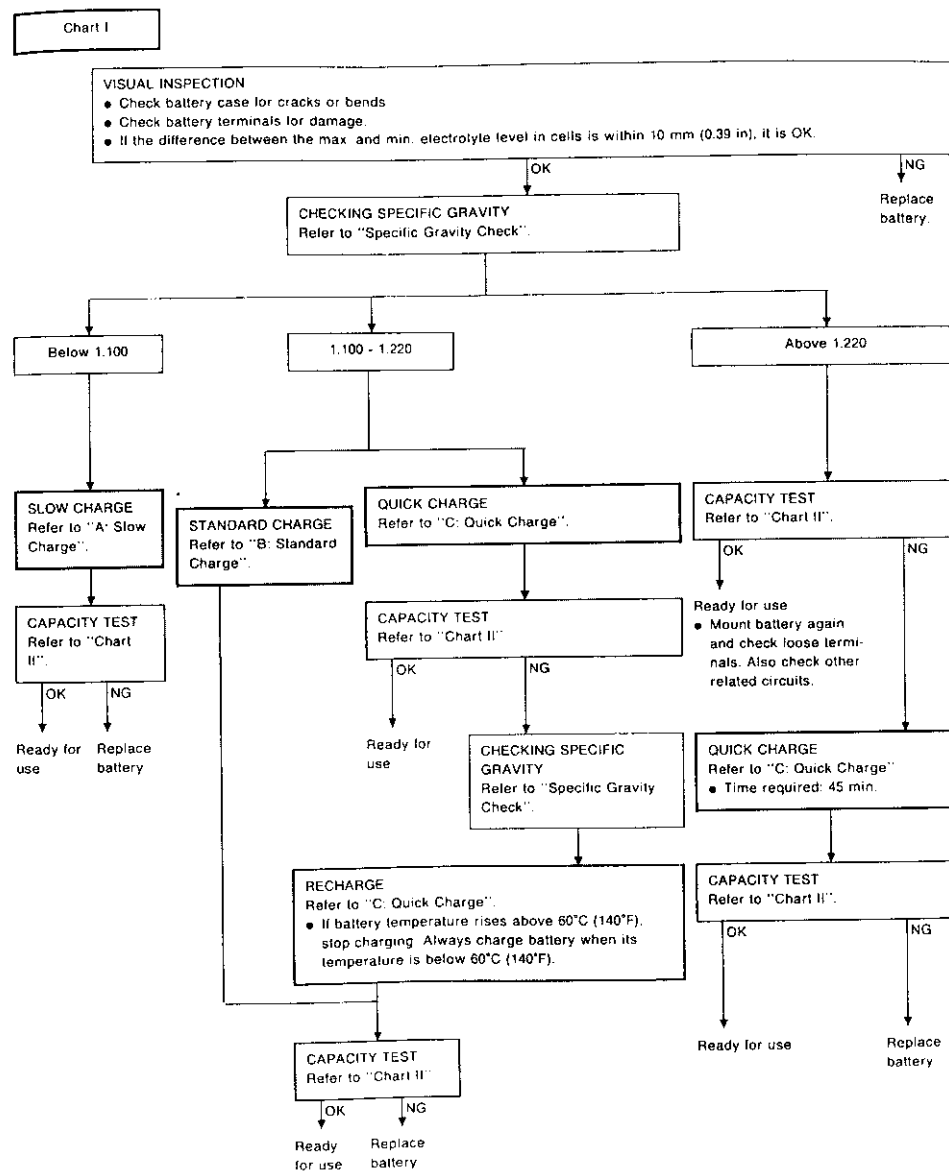 Chart I
VISUAL INSPECTION
● Check battery case for cracks or bends
● Check battery terminals for damage.
● If the difference between the max and min. electrolyte level in cells is within 10 mm (0.39 in), it is OK.
OK
NG
Replace
battery.
CHECKING SPECIFIC GRAVITY
Refer to "Specific Gravity Check".
Below 1.100
1.100 - 1.220
Above 1.220
SLOW CHARGE
Refer to "A: Slow
Charge".
CAPACITY TEST
Refer to "Chart
II".
OK
NG
Ready for
use
Replace
battery
STANDARD CHARGE
Refer to "B: Standard
Charge".
QUICK CHARGE
Refer to "C: Quick Charge".
CAPACITY TEST
Refer to "Chart II"
OK
NG
Ready for
use
CHECKING SPECIFIC
GRAVITY
Refer to "Specific Gravity
Check".
RECHARGE
Refer to "C: Quick Charge".
● If battery temperature rises above 60°C (140°F),
stop charging. Always charge battery when its
temperature is below 60°C (140°F).
CAPACITY TEST
Refer to "Chart II"
OK
NG
Ready
for use
Replace
battery
CAPACITY TEST
Refer to "Chart II".
OK
NG
Ready for use
● Mount battery again
and check loose termi-
nals. Also check other
related circuits.
QUICK CHARGE
Refer to "C: Quick Charge"
● Time required: 45 min.
CAPACITY TEST
Refer to "Chart II".
OK
NG
Ready for use
Replace
battery